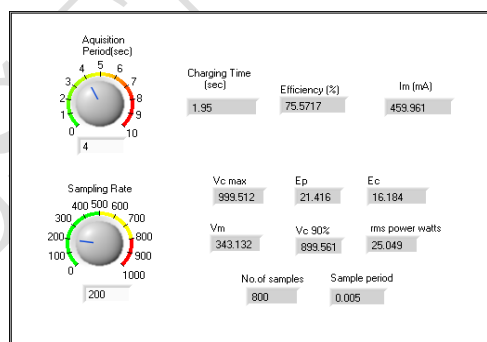 Aquisition
Period(sec)
0 1 2 3 4 5 6 7 8 9 10
4
Charging Time
(sec)
1.95
Efficiency (%)
75.5717
Im (mA)
459.961
Sampling Rate
0 100 200 300 400 500 600 700 800 900 1000
200
Vc max
999.512
Ep
21.416
Ec
16.184
Vm
343.132
Vc 90%
899.561
rms power watts
25.049
No.of samples
800
Sample period
0.005